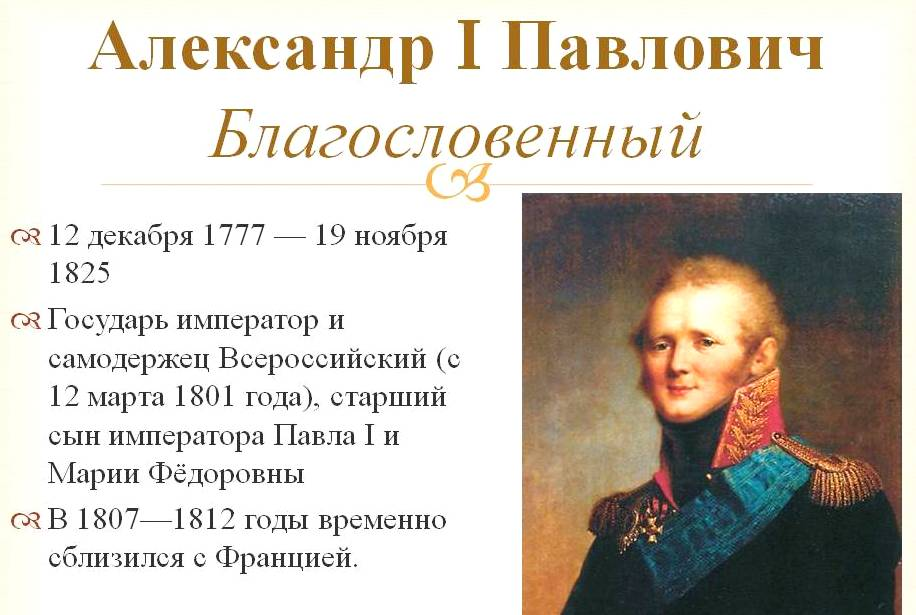 Александр I Павлович
Благословенный
12 декабря 1777 — 19 ноября
1825
Государь император и
самодержец Всероссийский (с
12 марта 1801 года), старший
сын императора Павла I и
Марии Фёдоровны
В 1807—1812 годы временно
сблизился с Францией.